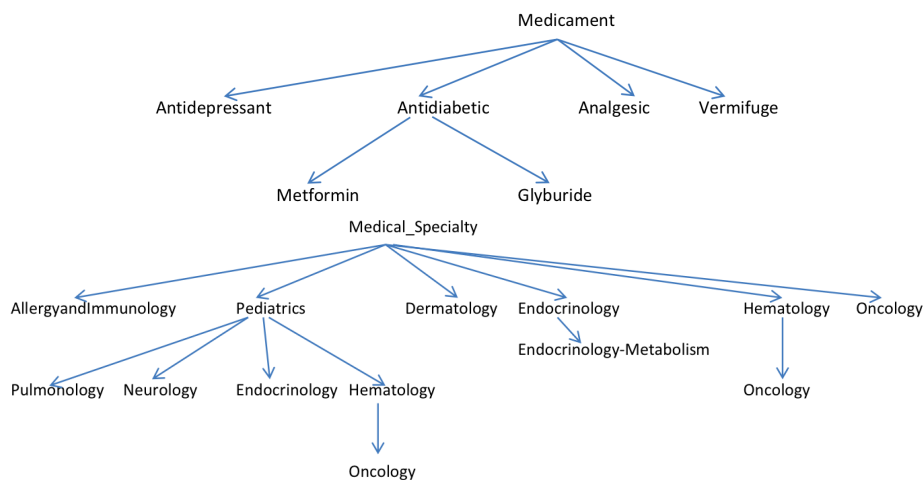 Medicament
Antidepressant Antidiabetic Analgesic Vermifuge
Metformin Glyburide
Medical_Specialty
AllergyandImmunology Pediatrics Dermatology Endocrinology Hematology Oncology
Endocrinology-Metabolism
Pulmonology Neurology Endocrinology Hematology Oncology
Oncology